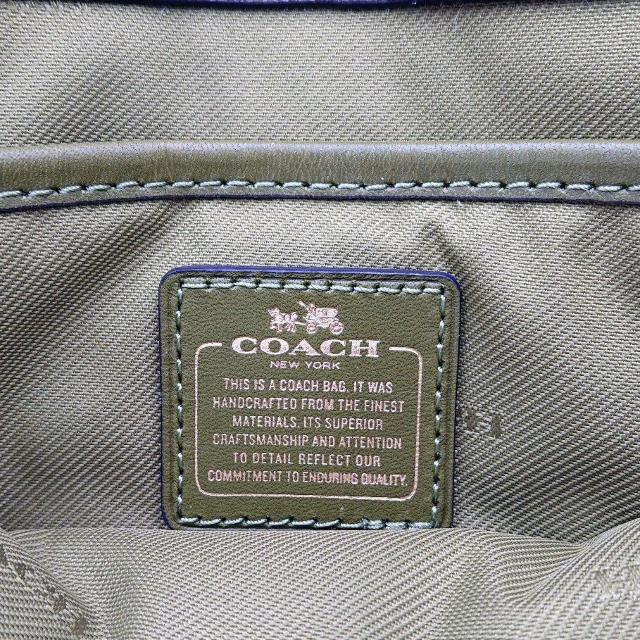 COACH
NEW YORK
THIS IS A COACH BAG. IT WAS
HANDCRAFTED FROM THE FINEST
MATERIALS. ITS SUPERIOR
CRAFTSMANSHIP AND ATTENTION
TO DETAIL REFLECT OUR
COMMITMENT TO ENDURING QUALITY.